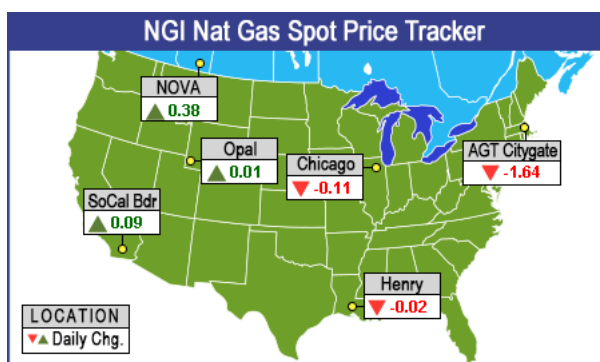 NGI Nat Gas Spot Price Tracker
NOVA
0.38
Opal
0.01
Chicago
-0.11
AGT Citygate
-1.64
SoCal Bdr
0.09
Henry
-0.02
LOCATION
Daily Chg.